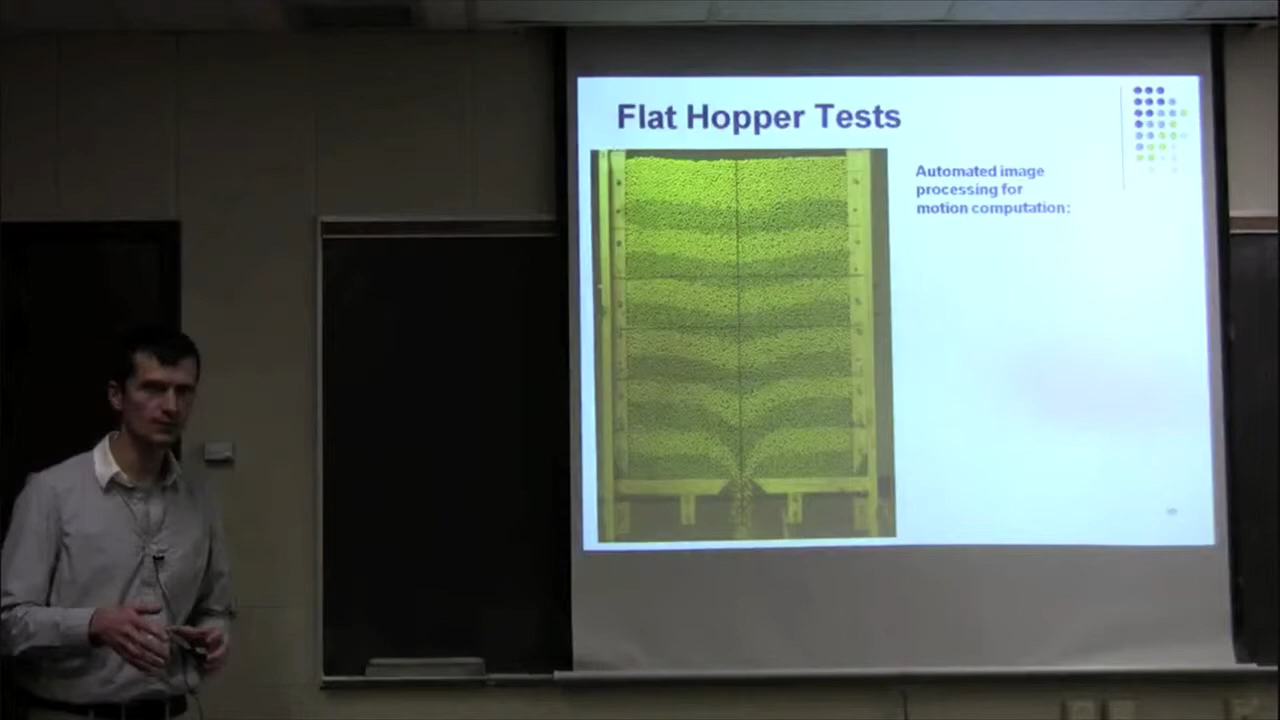 Flat Hopper Tests
Automated image
processing for
motion computation: